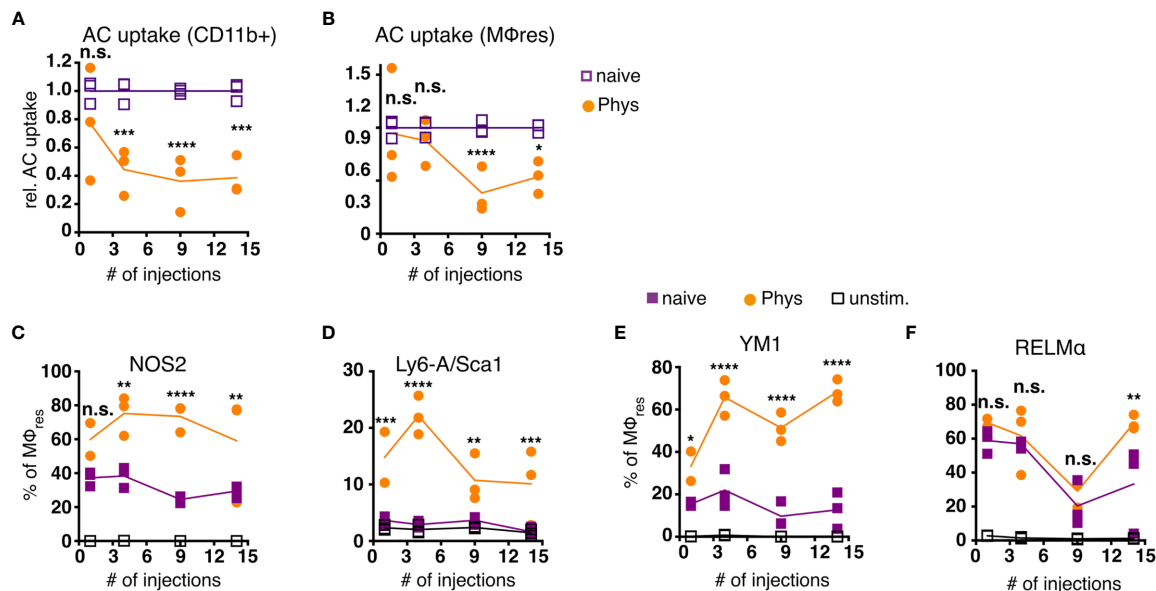 A
AC uptake (CD11b+)
n.s.
1.2
1.0
0.8
0.6
0.4
0.2
0
rel. AC uptake
***
****
***
0 3 6 9 12 15
# of injections
B
AC uptake (MΦres)
1.5
1.2
0.9
0.6
0.3
0
n.s.
n.s.
****
*
0 3 6 9 12 15
# of injections
naive
Phys
naive Phys unstim.
C
NOS2
100
80
60
40
20
0
% of MΦres
n.s.
**
****
**
0 3 6 9 12 15
# of injections
D
Ly6-A/Sca1
30
20
10
0
***
****
**
***
0 3 6 9 12 15
# of injections
E
YM1
80
60
40
20
0
% of MΦres
*
****
****
****
0 3 6 9 12 15
# of injections
F
RELMα
100
80
60
40
20
0
n.s.
n.s.
n.s.
**
0 3 6 9 12 15
# of injections